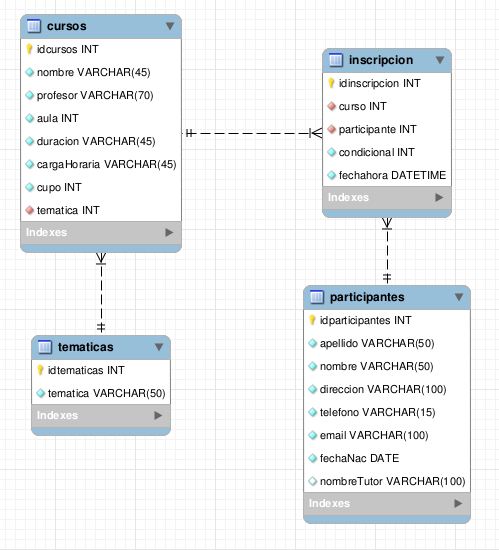 cursos
idcursos INT
nombre VARCHAR(45)
profesor VARCHAR(70)
aula INT
duracion VARCHAR(45)
cargaHoraria VARCHAR(45)
cupo INT
tematica INT
Indexes
inscripcion
idinscripcion INT
curso INT
participante INT
condicional INT
fechahora DATETIME
Indexes
tematicas
idtematicas INT
tematica VARCHAR(50)
Indexes
participantes
idparticipantes INT
apellido VARCHAR(50)
nombre VARCHAR(50)
direccion VARCHAR(100)
telefono VARCHAR(15)
email VARCHAR(100)
fechaNac DATE
nombreTutor VARCHAR(100)
Indexes